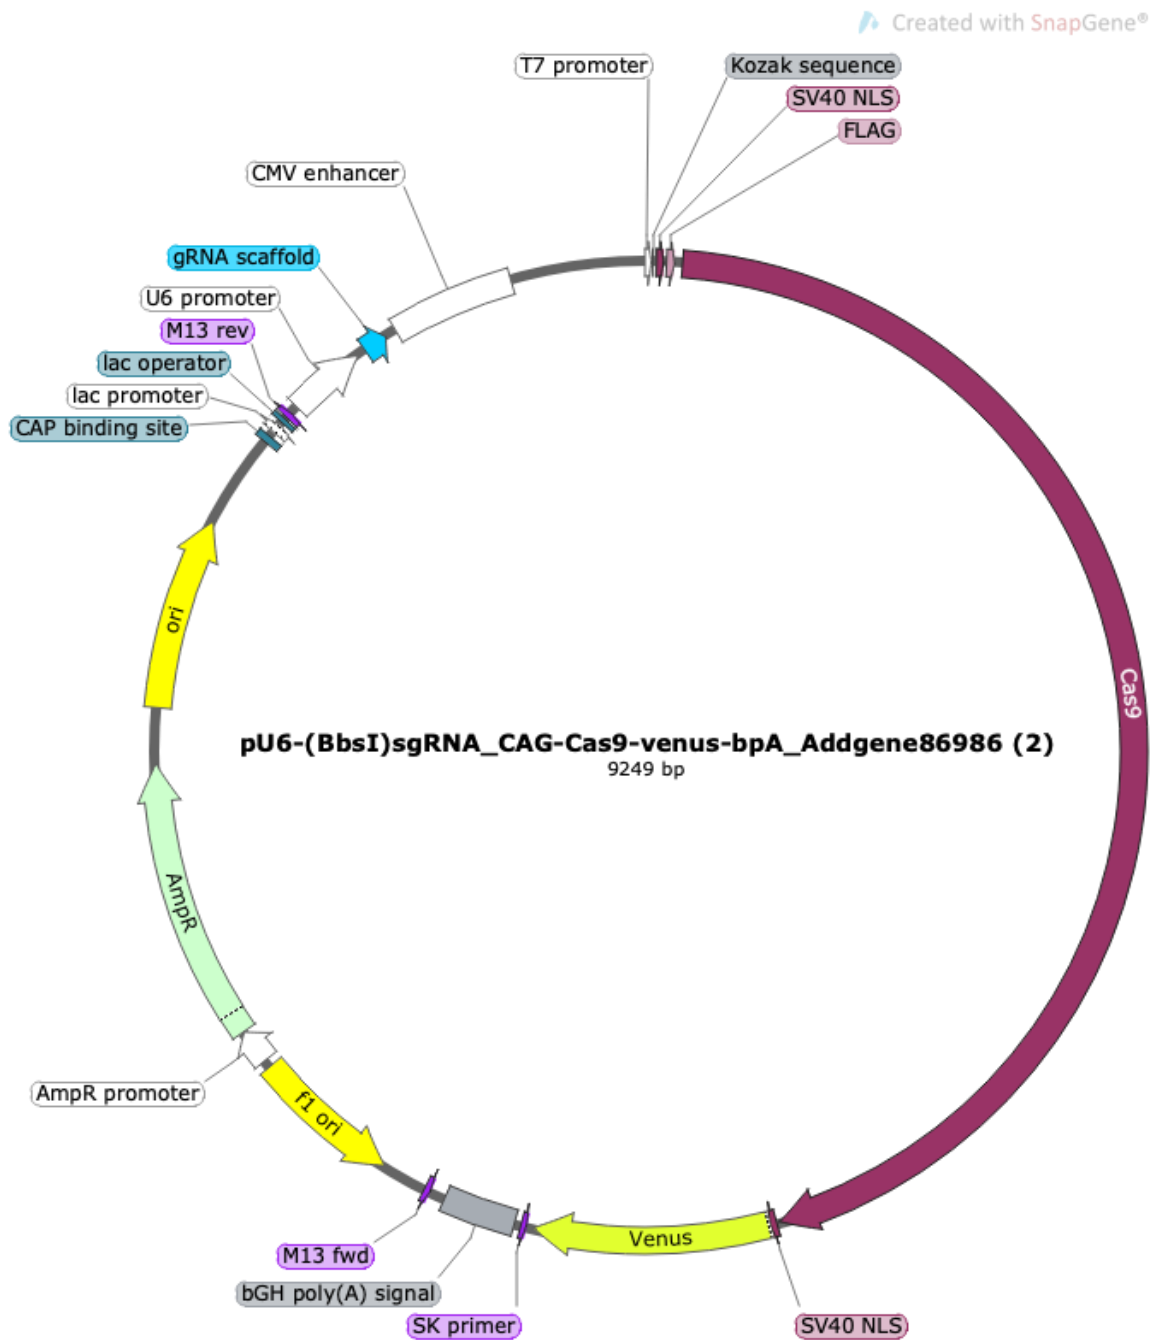 Created with SnapGene®
T7 promoter
Kozak sequence
SV40 NLS
FLAG
CMV enhancer
gRNA scaffold
U6 promoter
M13 rev
lac operator
lac promoter
CAP binding site
ori
Cas9
pU6-(BbsI)sgRNA_CAG-Cas9-venus-bpA_Addgene86986 (2)
9249 bp
AmpR
AmpR promoter
f1 ori
Venus
M13 fwd
bGH poly(A) signal
SK primer
SV40 NLS